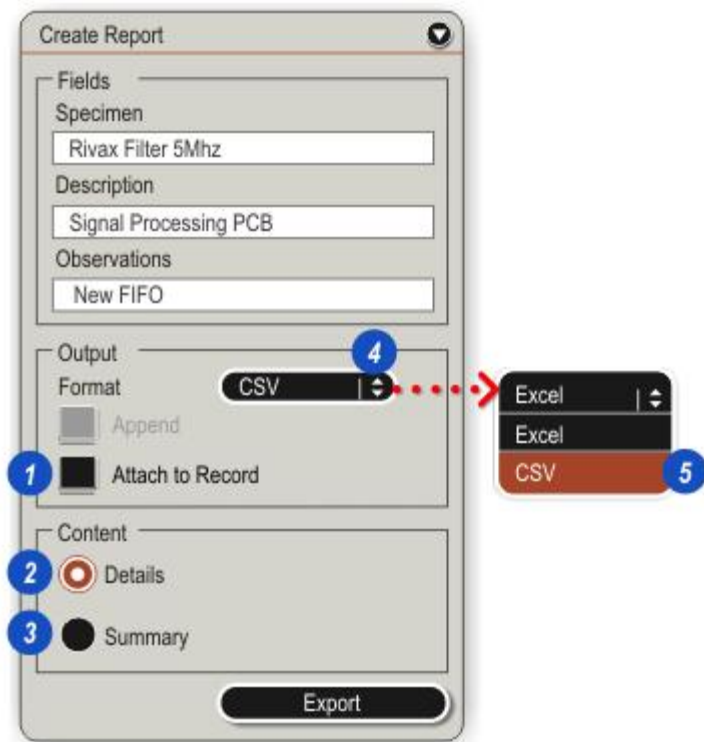 Create Report
Fields
Specimen
Rivax Filter 5Mhz
Description
Signal Processing PCB
Observations
New FIFO
Output
4
Format
CSV
Append
1
Attach to Record
Content
2
Details
3
Summary
Export
Excel
Excel
CSV
5